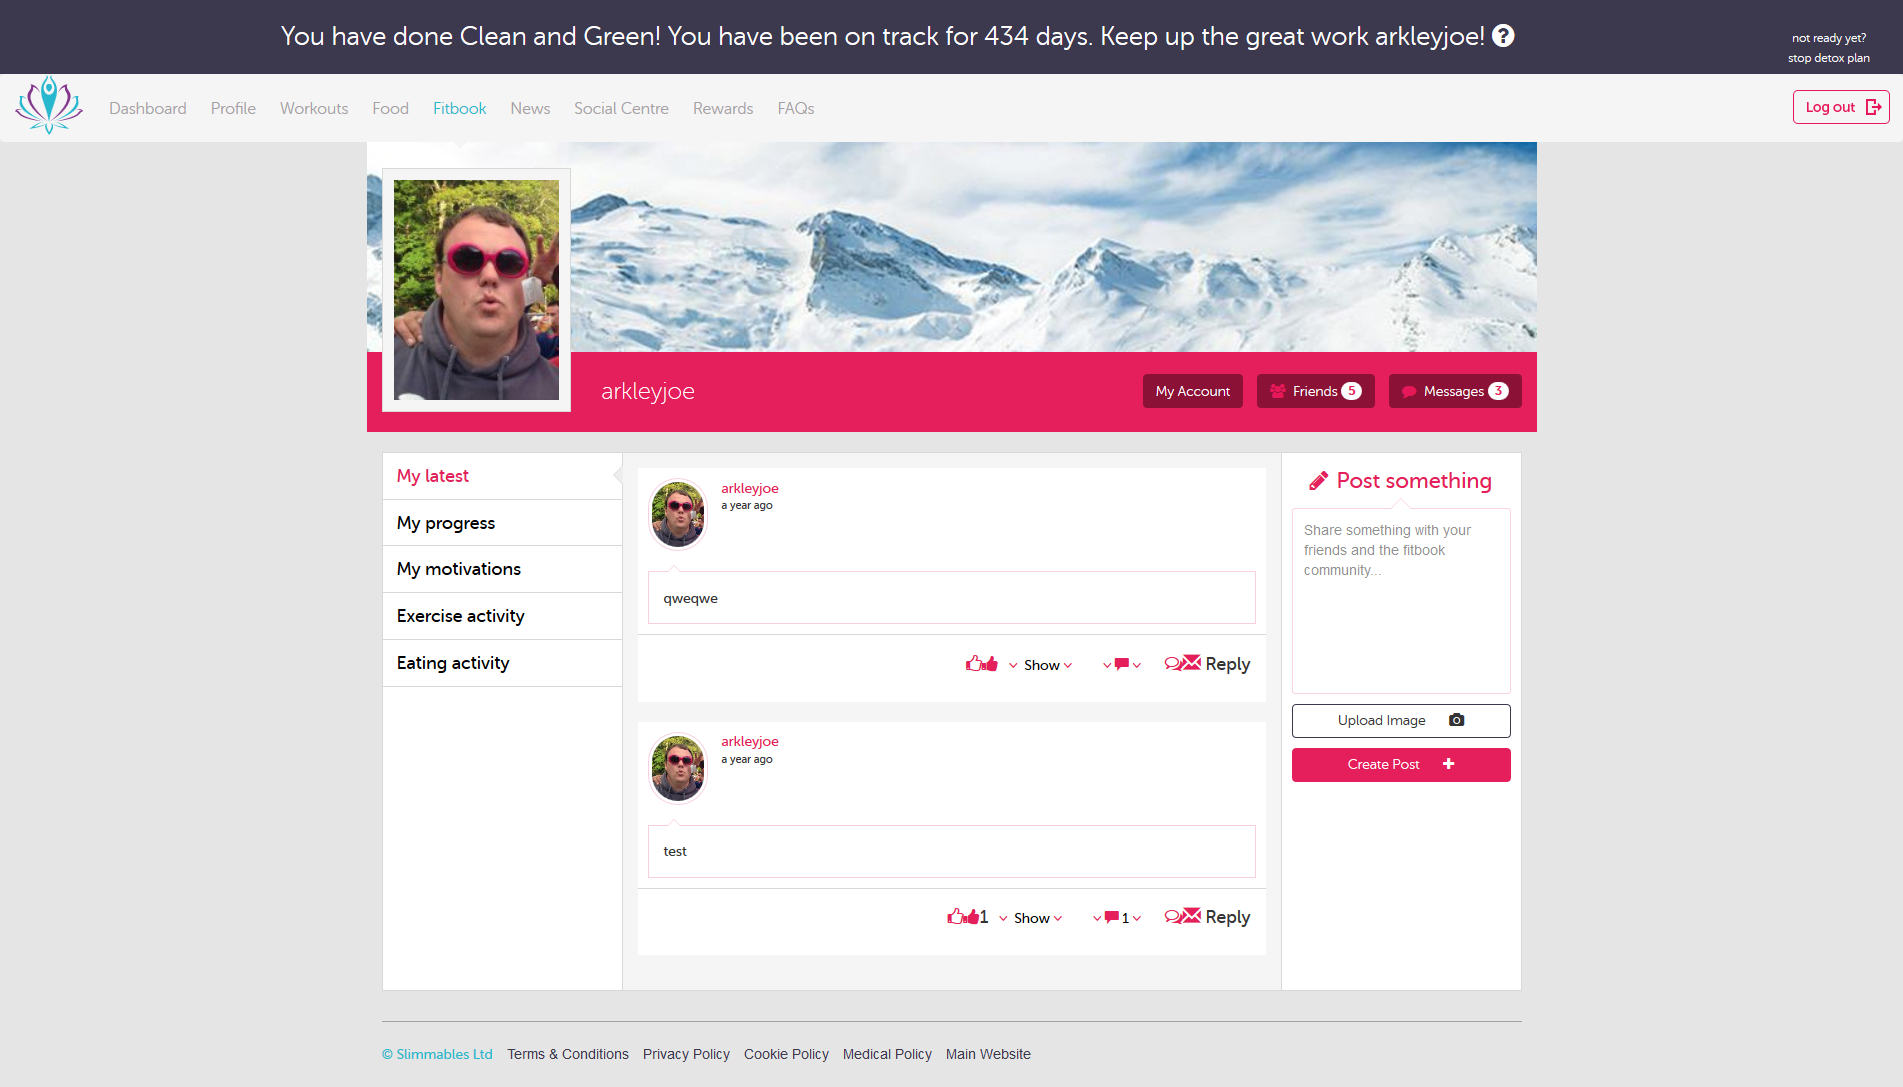 You have done Clean and Green! You have been on track for 434 days. Keep up the great work arkleyjoe!
not ready yet?
stop detox plan
Dashboard Profile Workouts Food Fitbook News Social Centre Rewards FAQs Log out
arkleyjoe
My Account Friends 5 Messages 3
My latest
My progress
My motivations
Exercise activity
Eating activity
arkleyjoe
a year ago
qweqwe
Show Reply
arkleyjoe
a year ago
test
1 Show 1 Reply
Post something
Share something with your
friends and the fitbook
community...
Upload Image
Create Post
© Slimmables Ltd Terms & Conditions Privacy Policy Cookie Policy Medical Policy Main Website